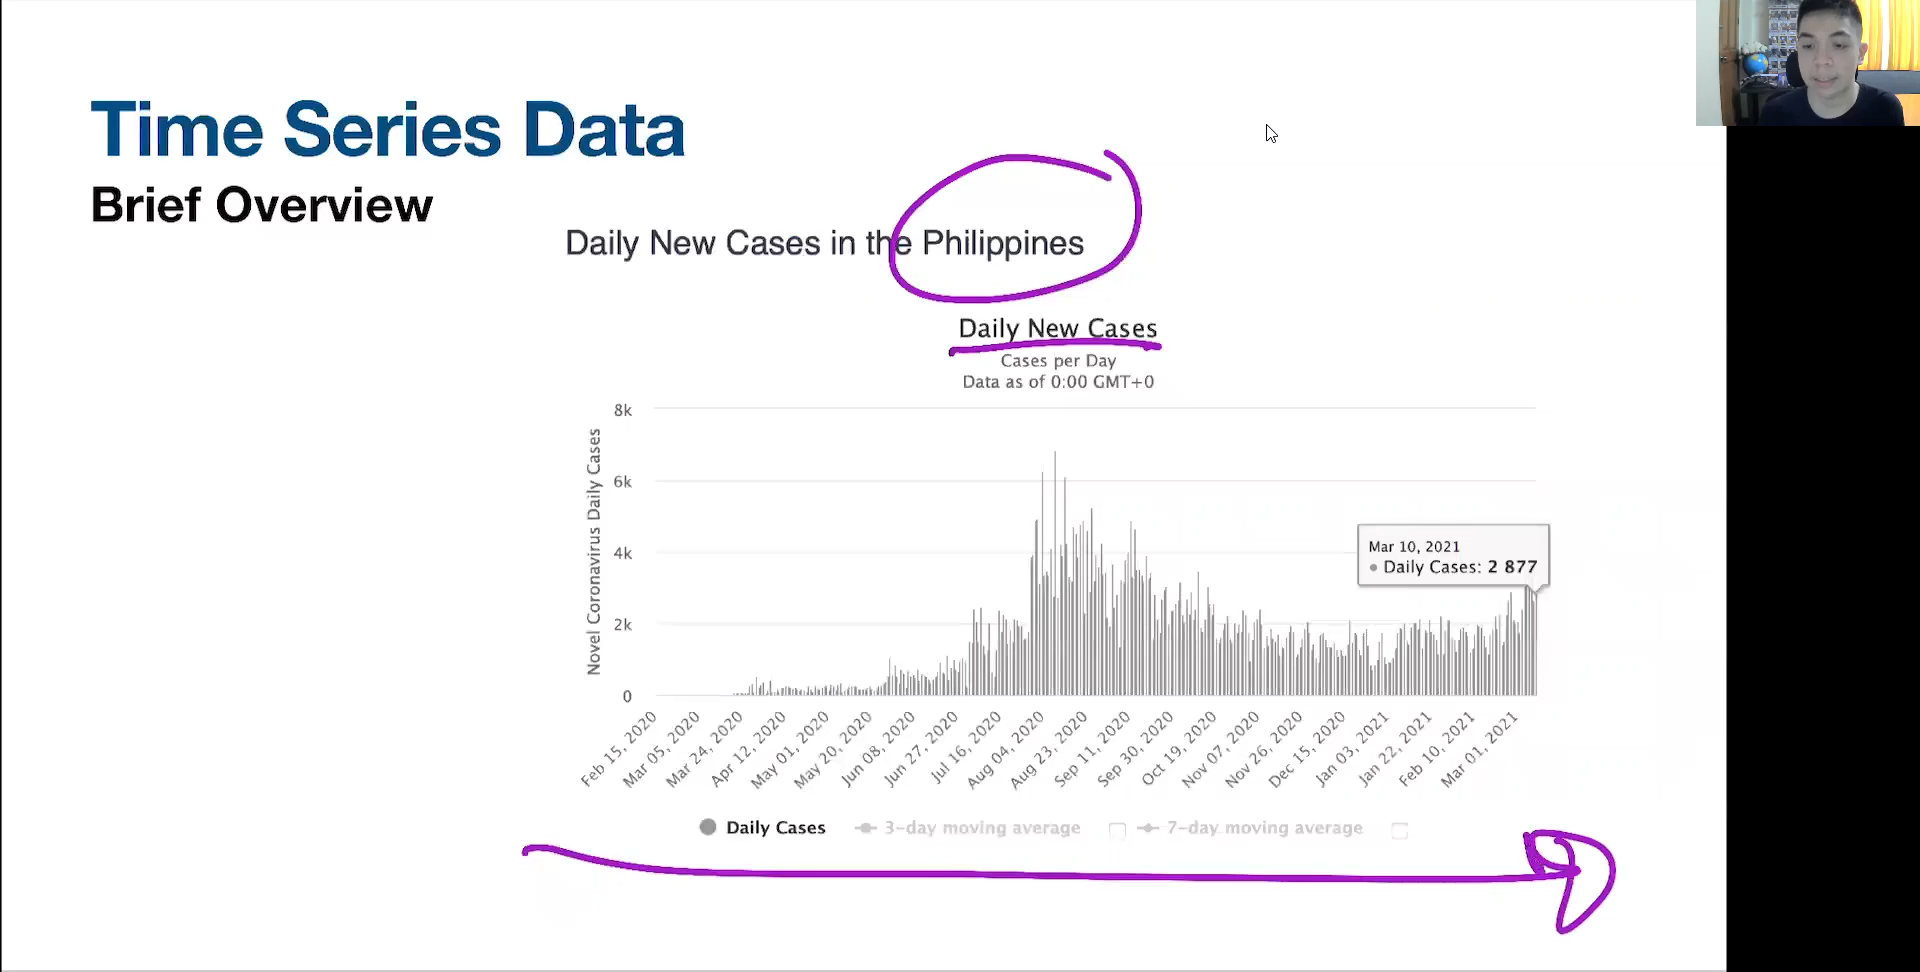 Time Series Data
Brief Overview
Daily New Cases in the Philippines
Daily New Cases
Cases per Day
Data as of 0:00 GMT+0
Novel Coronavirus Daily Cases
8k
6k
4k
2k
0
Mar 10, 2021
Daily Cases: 2 877
Feb 15, 2020
Mar 05, 2020
Mar 24, 2020
Apr 12, 2020
May 01, 2020
May 20, 2020
Jun 08, 2020
Jun 27, 2020
Jul 16, 2020
Aug 04, 2020
Aug 23, 2020
Sep 11, 2020
Sep 30, 2020
Oct 19, 2020
Nov 07, 2020
Nov 26, 2020
Dec 15, 2020
Jan 03, 2021
Jan 22, 2021
Feb 10, 2021
Mar 01, 2021
Daily Cases 3-day moving average 7-day moving average